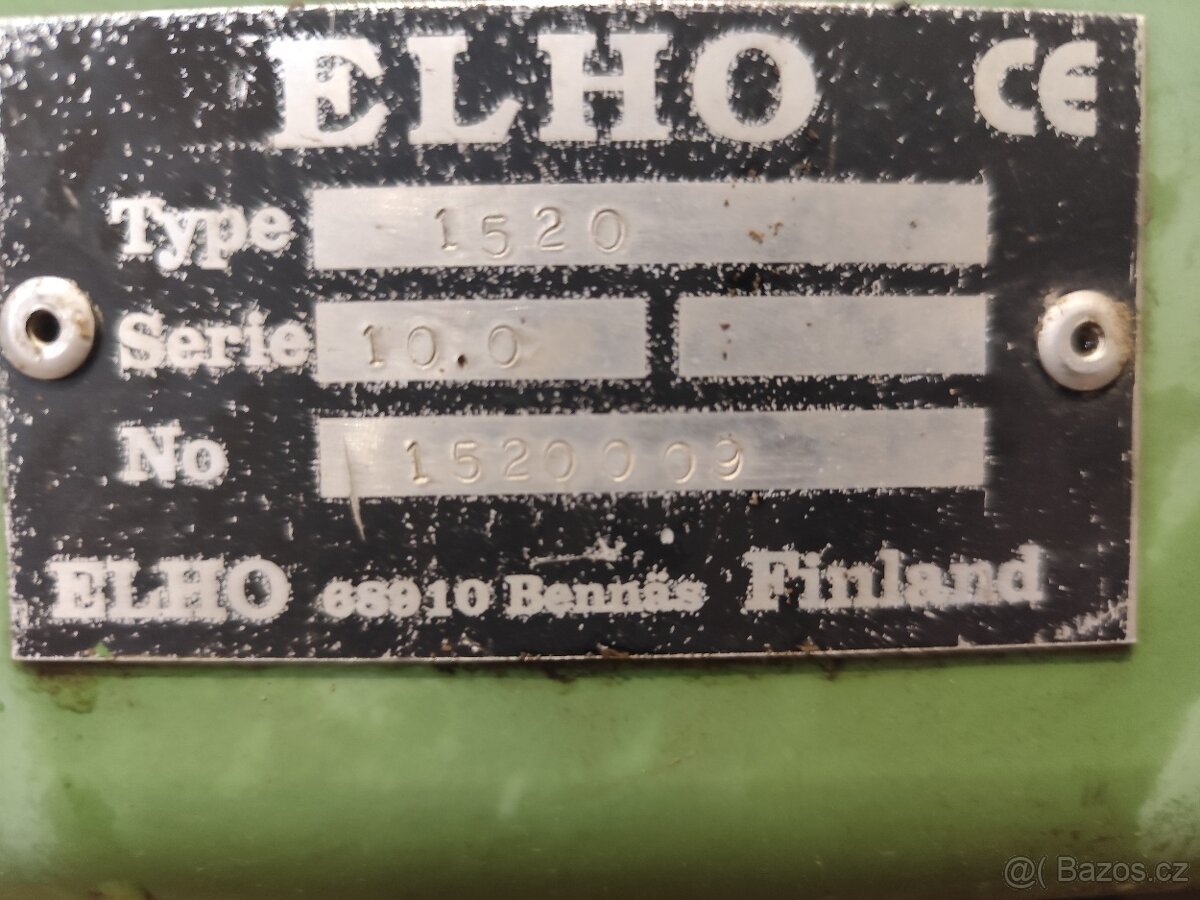 ELHO CE
Type 1520
Serie 10.0
No 1520009
ELHO 68910 Bennäs Finland
@( Bazos.cz